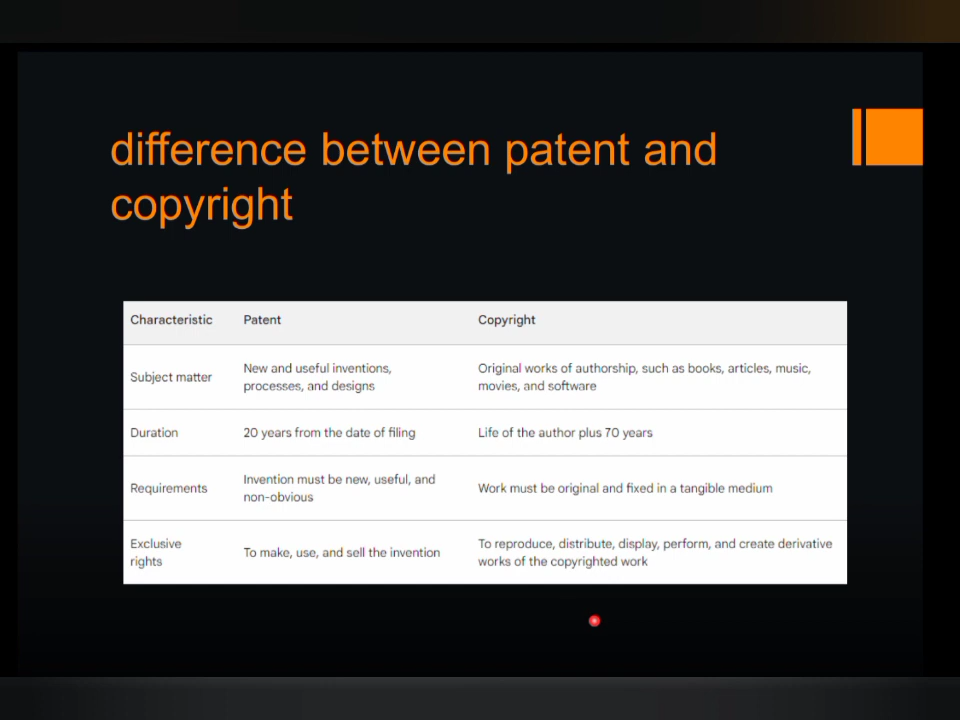 difference between patent and
copyright
Characteristic Patent Copyright
Subject matter
New and useful inventions,
processes, and designs
Original works of authorship, such as books, articles, music,
movies, and software
Duration 20 years from the date of filing Life of the author plus 70 years
Requirements
Invention must be new, useful, and
non-obvious
Work must be original and fixed in a tangible medium
Exclusive
rights
To make, use, and sell the invention
To reproduce, distribute, display, perform, and create derivative
works of the copyrighted work